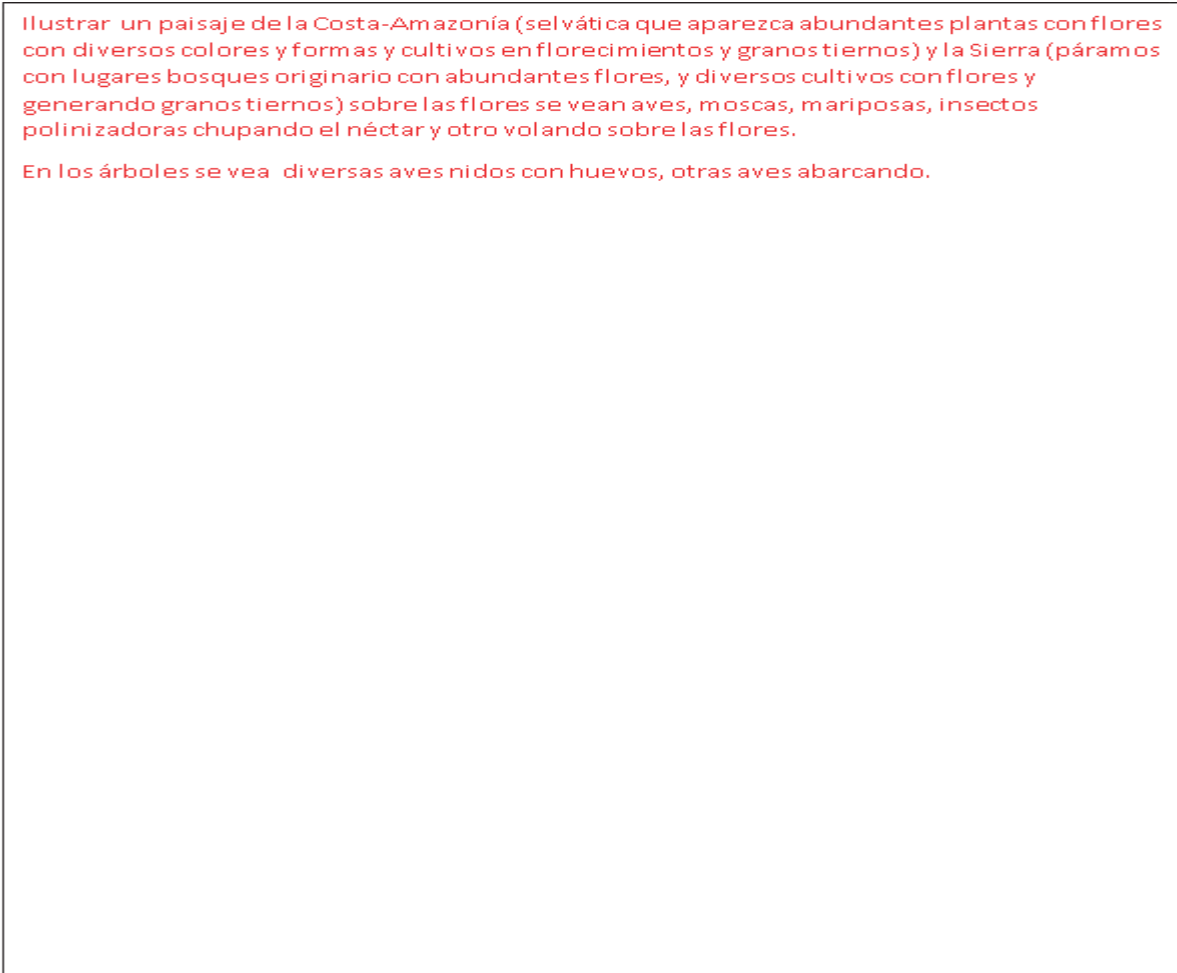 Ilustrar un paisaje de la Costa-Amazonía (selvática que aparezca abundantes plantas con flores
con diversos colores y formas y cultivos en florecimientos y granos tiernos) y la Sierra (páramos
con lugares bosques originario con abundantes flores, y diversos cultivos con flores y
generando granos tiernos) sobre las flores se vean aves, moscas, mariposas, insectos
polinizadoras chupando el néctar y otro volando sobre las flores.
En los árboles se vea diversas aves nidos con huevos, otras aves abarcando.